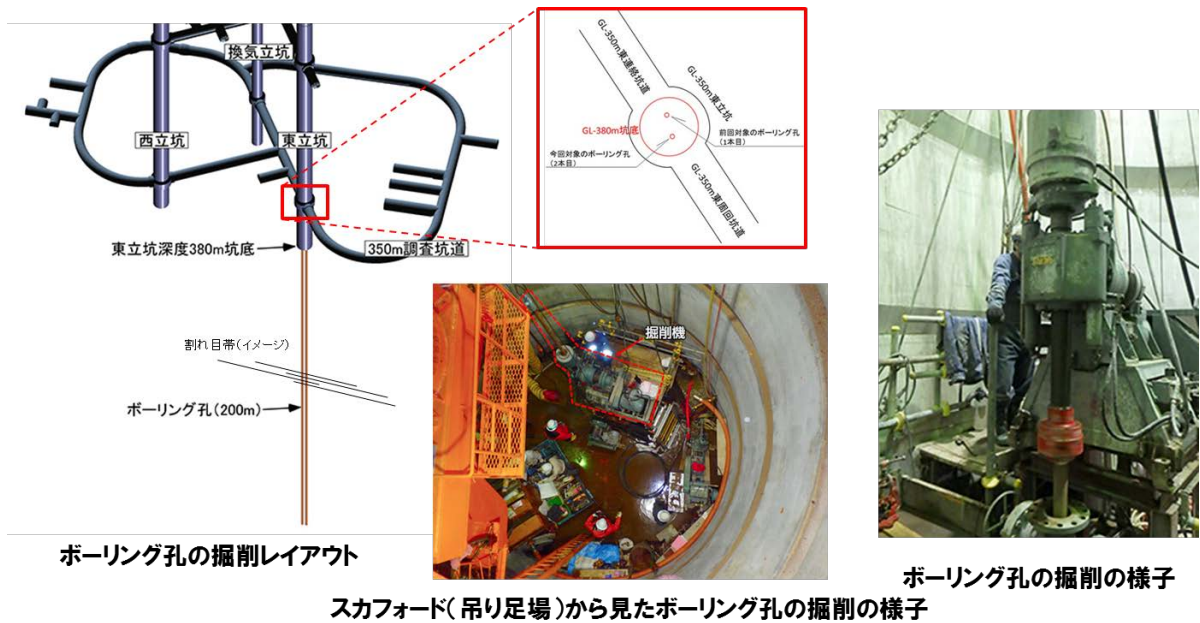 換気立坑
西立坑
東立坑
東立坑深度380m坑底
350m調査坑道
割れ目帯(イメージ)
ボーリング孔(200m)
ボーリング孔の掘削レイアウト
GL-350m東連絡坑道
GL-350m東立坑
GL-380m坑底
前回対象のボーリング孔
(1本目)
今回対象のボーリング孔
(2本目)
GL-350m東周回坑道
掘削機
スカフォード(吊り足場)から見たボーリング孔の掘削の様子
ボーリング孔の掘削の様子